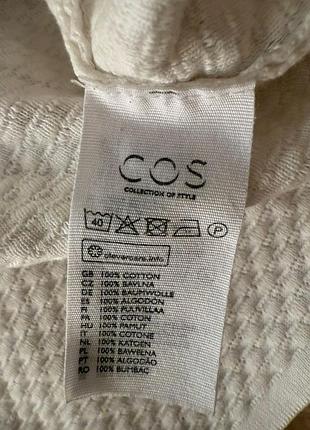 COS
COLLECTION OF STYLE
40 P
clevercare.info
GB 100% COTTON
CZ 100% BAVLNA
DE 100% BAUMWOLLE
ES 100% ALGODÓN
FI 100% PUUVILLAA
FA 100% COTON
HU 100% PAMUT
IT 100% COTONE
NL 100% KATOEN
PL 100% BAWEŁNA
PT 100% ALGODÃO
RO 100% BUMBAC